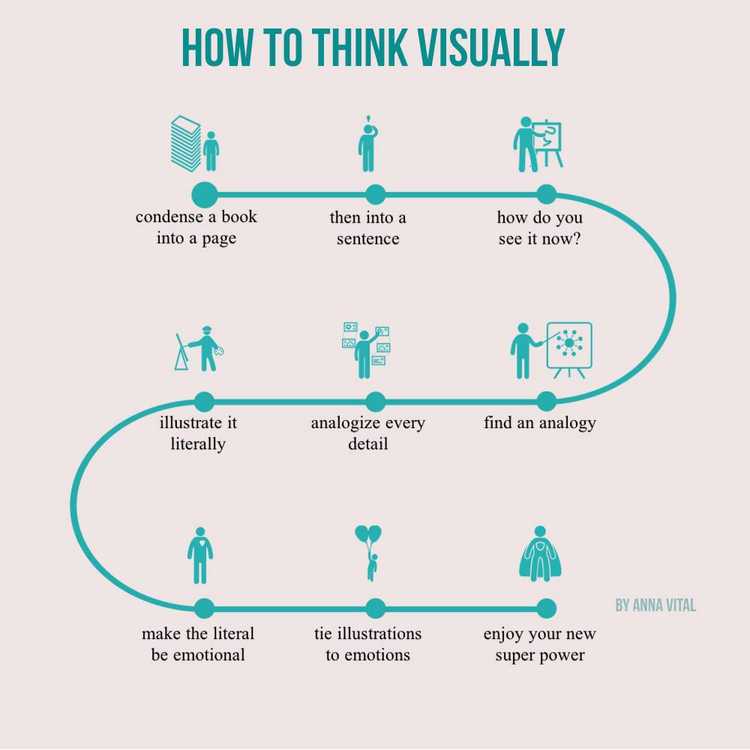 HOW TO THINK VISUALLY
condense a book
into a page
then into a
sentence
how do you
see it now?
find an analogy
analogize every
detail
illustrate it
literally
make the literal
be emotional
tie illustrations
to emotions
enjoy your new
super power
BY ANNA VITAL